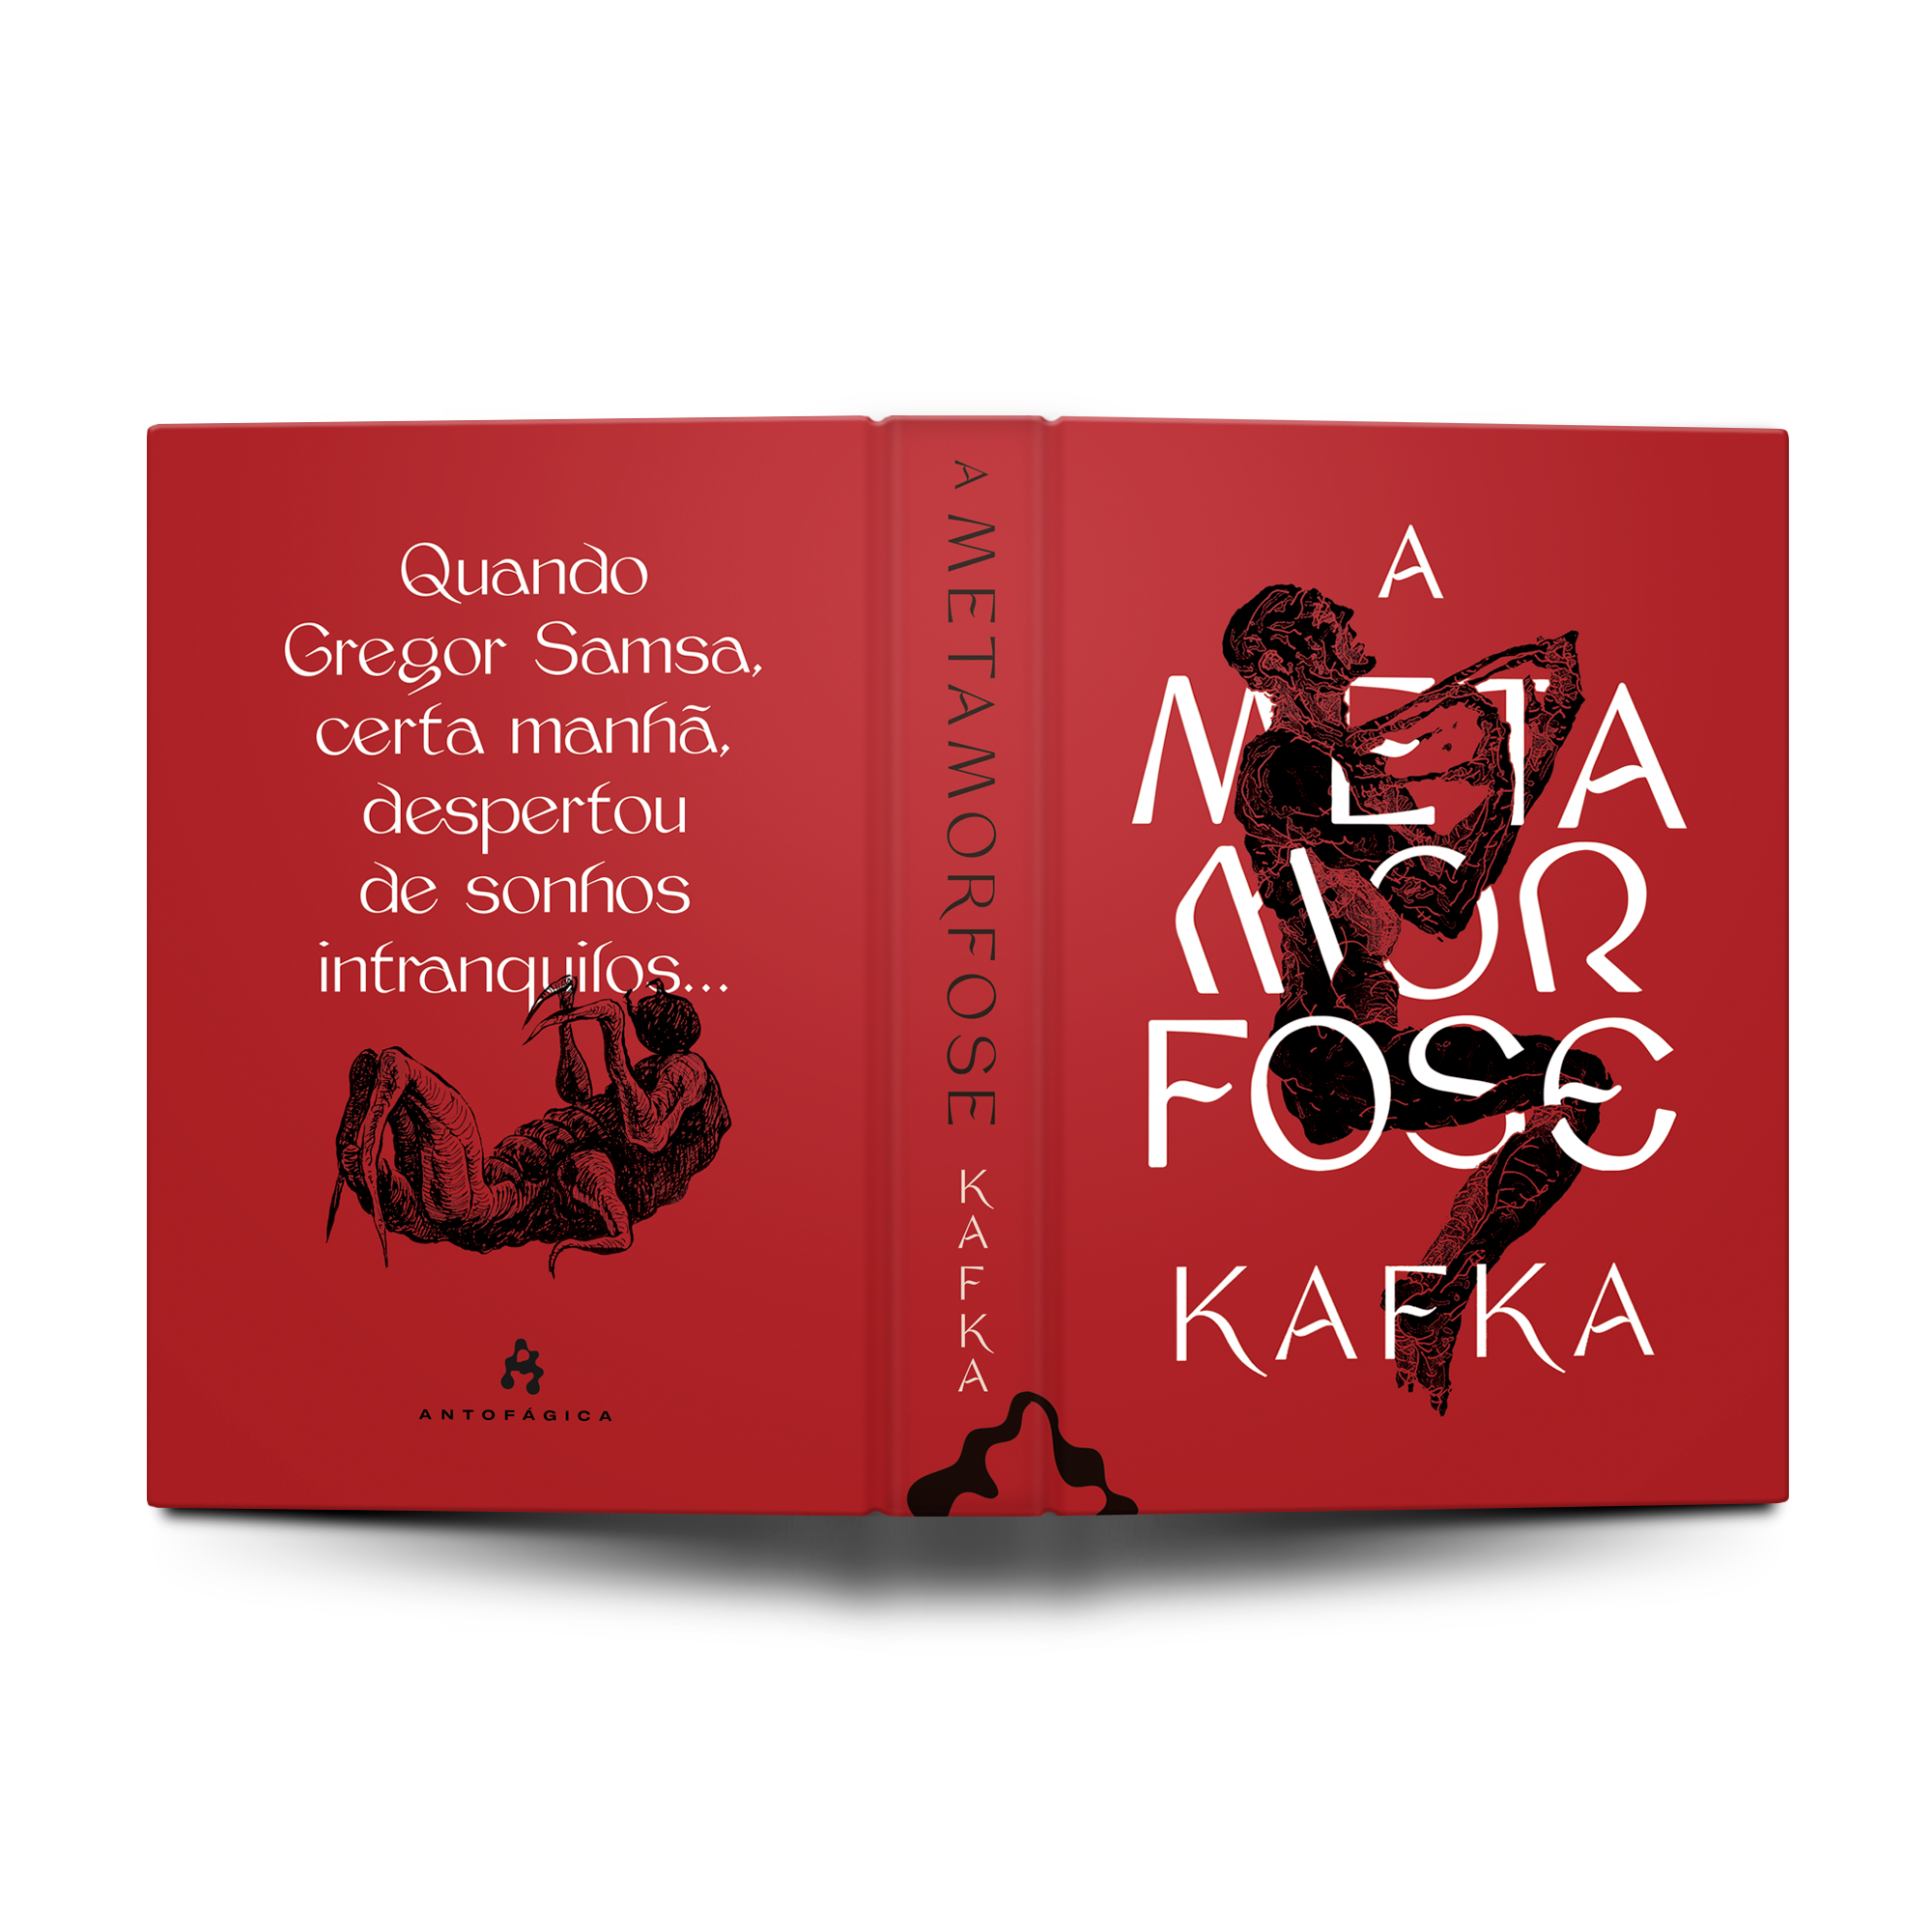 Quando
Gregor Samsa,
certa manhã,
despertou
de sonhos
intranquilos...
ANTOFÁGICA
A METAMORFOSE KAFKA
A
META
MOR
FOSE
KAFKA